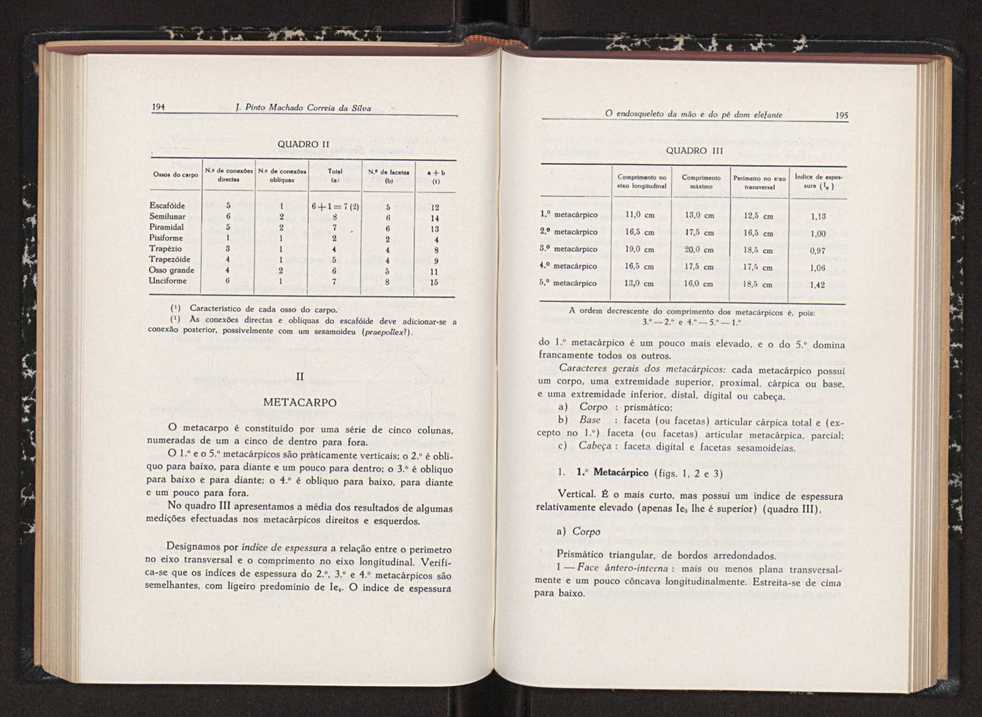 194 J. Pinto Machado Correia da Silva
QUADRO II
Ossos do carpo | N.º de conexões directas | N.º de conexões oblíquas | Total (a) | N.º de facetas (b) | a + b (1)
Escafóide 5 1 6+1=7 (2) 5 12
Semilunar 6 2 8 6 14
Piramidal 5 2 7 6 13
Pisiforme 1 1 2 2 4
Trapézio 3 1 4 4 8
Trapezóide 4 1 5 4 9
Osso grande 4 2 6 5 11
Unciforme 6 1 7 8 15
(1) Característico de cada osso do carpo.
(1) As conexões directas e oblíquas do escafóide deve adicionar-se a
conexão posterior, possivelmente com um sesamoideu (praepollex?).
II
METACARPO
O metacarpo é constituído por uma série de cinco colunas,
numeradas de um a cinco de dentro para fora.
O 1.º e o 5.º metacárpicos são pràticamente verticais; o 2.º é oblí-
quo para baixo, para diante e um pouco para dentro; o 3.º é oblíquo
para baixo e para diante; o 4.º é oblíquo para baixo, para diante
e um pouco para fora.
No quadro III apresentamos a média dos resultados de algumas
medições efectuadas nos metacárpicos direitos e esquerdos.
Designamos por índice de espessura a relação entre o perímetro
no eixo transversal e o comprimento no eixo longitudinal. Verifi-
ca-se que os índices de espessura do 2.º, 3.º e 4.º metacárpicos são
semelhantes, com ligeiro predomínio de Ie4. O índice de espessura
O endosqueleto da mão e do pé dum elefante 195
QUADRO III
Comprimento no eixo longitudinal | Comprimento máximo | Perímetro no eixo transversal | Índice de espes- sura (Ie)
1.º metacárpico 11,0 cm 13,0 cm 12,5 cm 1,13
2.º metacárpico 16,5 cm 17,5 cm 16,5 cm 1,00
3.º metacárpico 19,0 cm 20,0 cm 18,5 cm 0,97
4.º metacárpico 16,5 cm 17,5 cm 17,5 cm 1,06
5.º metacárpico 13,0 cm 16,0 cm 18,5 cm 1,42
A ordem decrescente do comprimento dos metacárpicos é, pois:
3.º — 2.º e 4.º — 5.º — 1.º
do 1.º metacárpico é um pouco mais elevado, e o do 5.º domina
francamente todos os outros.
Caracteres gerais dos metacárpicos: cada metacárpico possui
um corpo, uma extremidade superior, proximal, cárpica ou base,
e uma extremidade inferior, distal, digital ou cabeça.
a) Corpo : prismático;
b) Base : faceta (ou facetas) articular cárpica total e (ex-
cepto no 1.º) faceta (ou facetas) articular metacárpica, parcial;
c) Cabeça : faceta digital e facetas sesamoideias.
1. 1.º Metacárpico (figs. 1, 2 e 3)
Vertical. É o mais curto, mas possui um índice de espessura
relativamente elevado (apenas Ie5 lhe é superior) (quadro III).
a) Corpo
Prismático triangular, de bordos arredondados.
1 — Face ântero-interna : mais ou menos plana transversal-
mente e um pouco côncava longitudinalmente. Estreita-se de cima
para baixo.